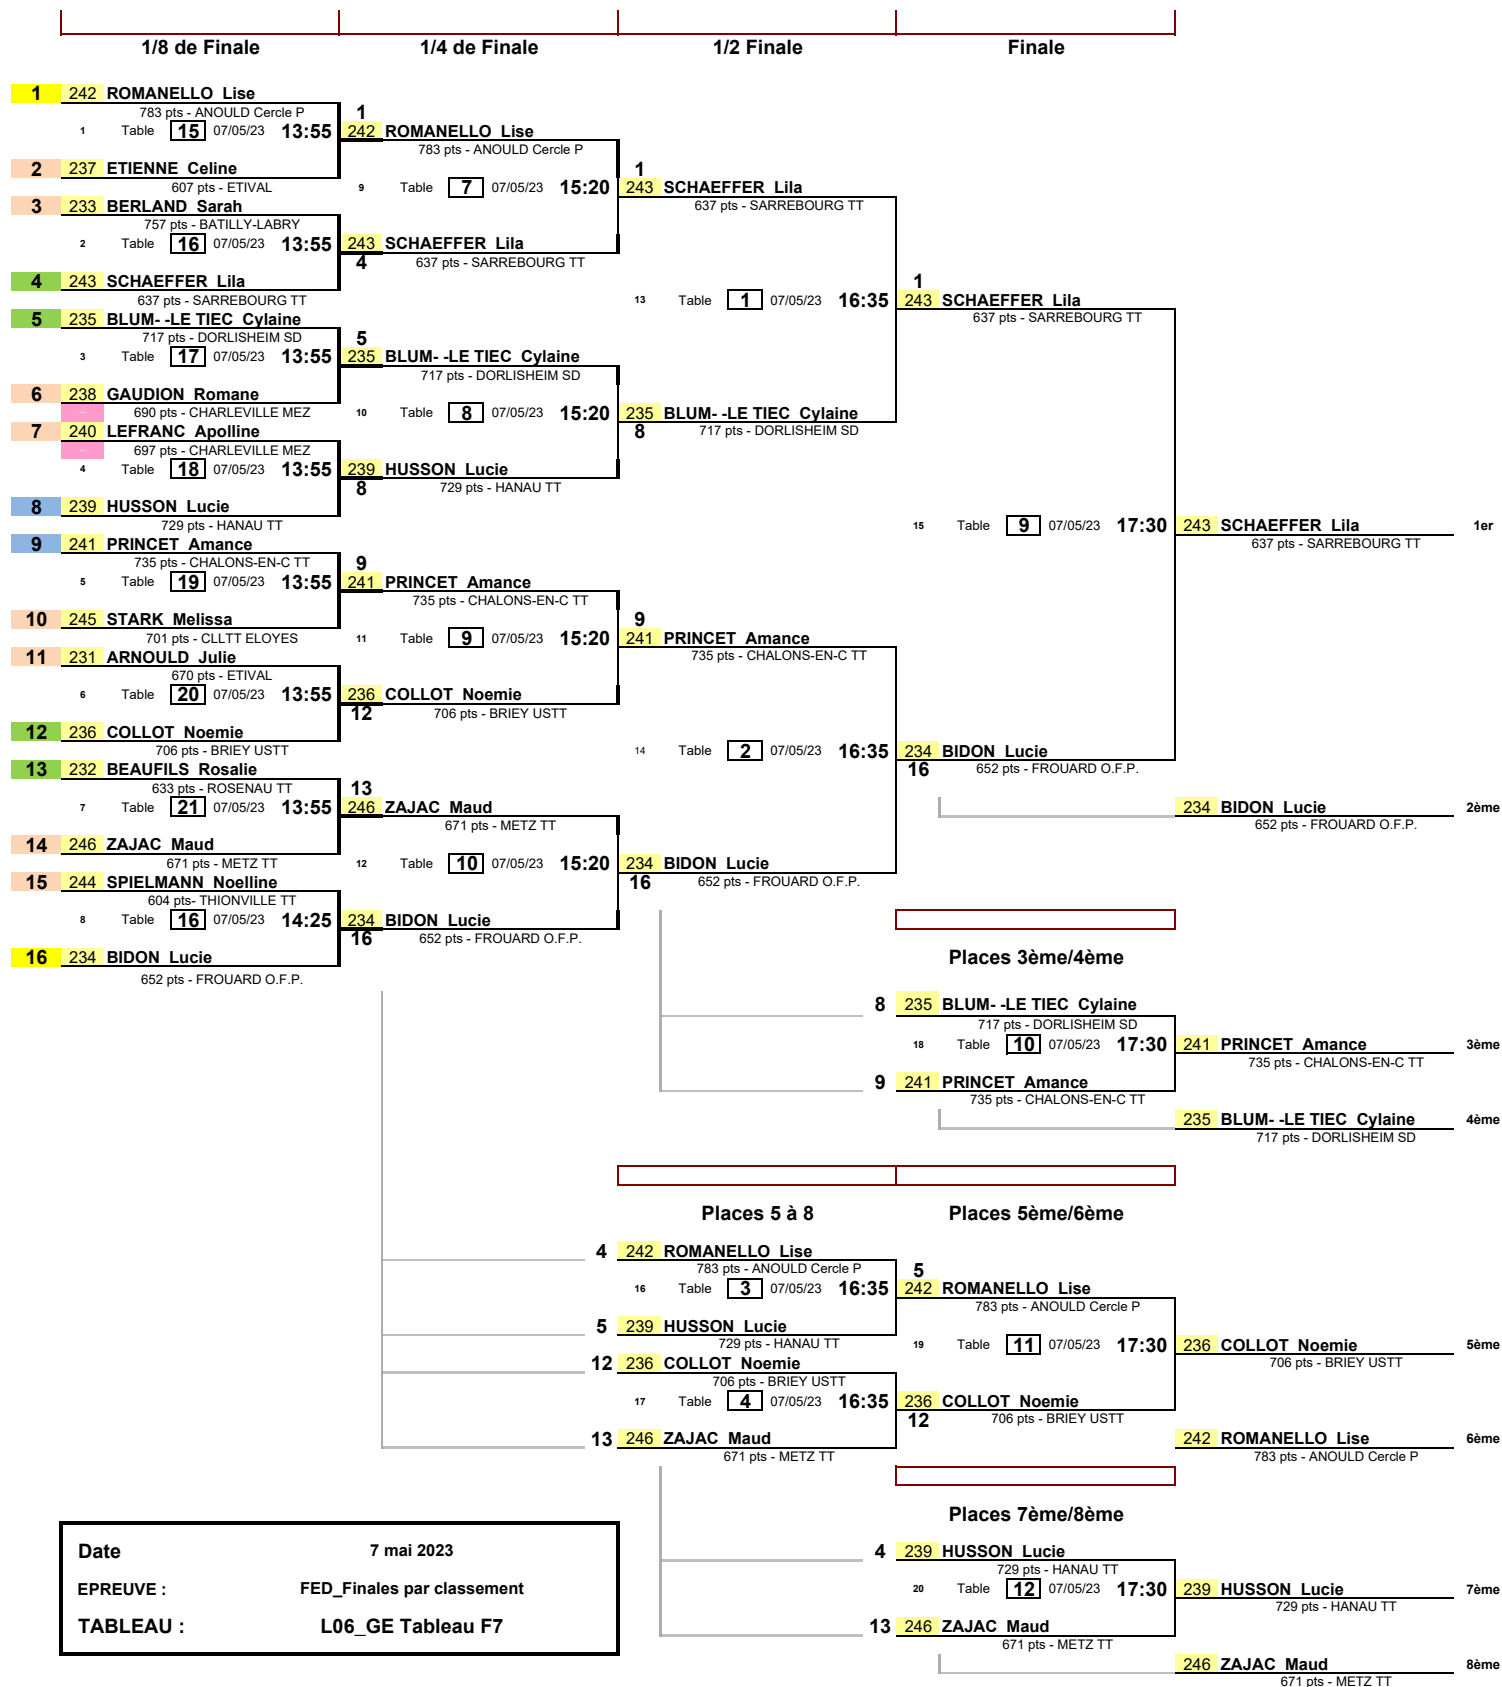 1/8 de Finale 1/4 de Finale 1/2 Finale Finale
1 242 ROMANELLO Lise
783 pts - ANOULD Cercle P
1 Table 15 07/05/23 13:55
2 237 ETIENNE Celine
607 pts - ETIVAL
3 233 BERLAND Sarah
757 pts - BATILLY-LABRY
2 Table 16 07/05/23 13:55
4 243 SCHAEFFER Lila
637 pts - SARREBOURG TT
5 235 BLUM- -LE TIEC Cylaine
717 pts - DORLISHEIM SD
3 Table 17 07/05/23 13:55
6 238 GAUDION Romane
690 pts - CHARLEVILLE MEZ
7 240 LEFRANC Apolline
697 pts - CHARLEVILLE MEZ
4 Table 18 07/05/23 13:55
8 239 HUSSON Lucie
729 pts - HANAU TT
9 241 PRINCET Amance
735 pts - CHALONS-EN-C TT
5 Table 19 07/05/23 13:55
10 245 STARK Melissa
701 pts - CLLTT ELOYES
11 231 ARNOULD Julie
670 pts - ETIVAL
6 Table 20 07/05/23 13:55
12 236 COLLOT Noemie
706 pts - BRIEY USTT
13 232 BEAUFILS Rosalie
633 pts - ROSENAU TT
7 Table 21 07/05/23 13:55
14 246 ZAJAC Maud
671 pts - METZ TT
15 244 SPIELMANN Noelline
604 pts- THIONVILLE TT
8 Table 16 07/05/23 14:25
16 234 BIDON Lucie
652 pts - FROUARD O.F.P.
1
242 ROMANELLO Lise
783 pts - ANOULD Cercle P
9 Table 7 07/05/23 15:20
243 SCHAEFFER Lila
4 637 pts - SARREBOURG TT
5
235 BLUM- -LE TIEC Cylaine
717 pts - DORLISHEIM SD
10 Table 8 07/05/23 15:20
239 HUSSON Lucie
8 729 pts - HANAU TT
9
241 PRINCET Amance
735 pts - CHALONS-EN-C TT
11 Table 9 07/05/23 15:20
236 COLLOT Noemie
12 706 pts - BRIEY USTT
13
246 ZAJAC Maud
671 pts - METZ TT
12 Table 10 07/05/23 15:20
234 BIDON Lucie
16 652 pts - FROUARD O.F.P.
1
243 SCHAEFFER Lila
637 pts - SARREBOURG TT
13 Table 1 07/05/23 16:35
235 BLUM- -LE TIEC Cylaine
8 717 pts - DORLISHEIM SD
9
241 PRINCET Amance
735 pts - CHALONS-EN-C TT
14 Table 2 07/05/23 16:35
234 BIDON Lucie
16 652 pts - FROUARD O.F.P.
1
243 SCHAEFFER Lila
637 pts - SARREBOURG TT
15 Table 9 07/05/23 17:30
234 BIDON Lucie
16 652 pts - FROUARD O.F.P.
243 SCHAEFFER Lila 1er
637 pts - SARREBOURG TT
234 BIDON Lucie 2ème
652 pts - FROUARD O.F.P.
Places 3ème/4ème
8 235 BLUM- -LE TIEC Cylaine
717 pts - DORLISHEIM SD
18 Table 10 07/05/23 17:30
9 241 PRINCET Amance
735 pts - CHALONS-EN-C TT
241 PRINCET Amance 3ème
735 pts - CHALONS-EN-C TT
235 BLUM- -LE TIEC Cylaine 4ème
717 pts - DORLISHEIM SD
Places 5 à 8 Places 5ème/6ème
4 242 ROMANELLO Lise
783 pts - ANOULD Cercle P
16 Table 3 07/05/23 16:35
5 239 HUSSON Lucie
729 pts - HANAU TT
12 236 COLLOT Noemie
706 pts - BRIEY USTT
17 Table 4 07/05/23 16:35
13 246 ZAJAC Maud
671 pts - METZ TT
5
242 ROMANELLO Lise
783 pts - ANOULD Cercle P
19 Table 11 07/05/23 17:30
236 COLLOT Noemie
12 706 pts - BRIEY USTT
236 COLLOT Noemie 5ème
706 pts - BRIEY USTT
242 ROMANELLO Lise 6ème
783 pts - ANOULD Cercle P
Places 7ème/8ème
4 239 HUSSON Lucie
729 pts - HANAU TT
20 Table 12 07/05/23 17:30
13 246 ZAJAC Maud
671 pts - METZ TT
239 HUSSON Lucie 7ème
729 pts - HANAU TT
246 ZAJAC Maud 8ème
671 pts - METZ TT
Date 7 mai 2023
EPREUVE : FED_Finales par classement
TABLEAU : L06_GE Tableau F7